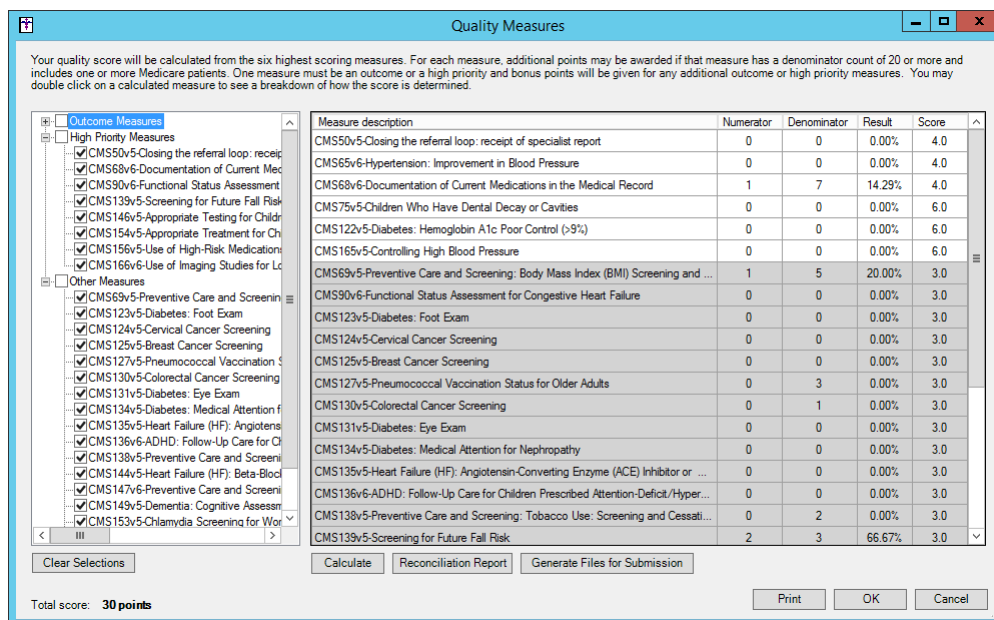 Quality Measures
Your quality score will be calculated from the six highest scoring measures. For each measure, additional points may be awarded if that measure has a denominator count of 20 or more and
includes one or more Medicare patients. One measure must be an outcome or a high priority and bonus points will be given for any additional outcome or high priority measures. You may
double click on a calculated measure to see a breakdown of how the score is determined.
Outcome Measures
High Priority Measures
CMS50v5-Closing the referral loop: receip
CMS68v6-Documentation of Current Med
CMS90v6-Functional Status Assessment
CMS139v5-Screening for Future Fall Risk
CMS146v5-Appropriate Testing for Childr
CMS154v5-Appropriate Treatment for Ch
CMS156v5-Use of High-Risk Medications
CMS166v6-Use of Imaging Studies for Lo
Other Measures
CMS69v5-Preventive Care and Screenin
CMS123v5-Diabetes: Foot Exam
CMS124v5-Cervical Cancer Screening
CMS125v5-Breast Cancer Screening
CMS127v5-Pneumococcal Vaccination S
CMS130v5-Colorectal Cancer Screening
CMS131v5-Diabetes: Eye Exam
CMS134v5-Diabetes: Medical Attention f
CMS135v5-Heart Failure (HF): Angiotens
CMS136v6-ADHD: Follow-Up Care for Ch
CMS138v5-Preventive Care and Screeni
CMS144v5-Heart Failure (HF): Beta-Bloc
CMS147v6-Preventive Care and Screeni
CMS149v5-Dementia: Cognitive Assessm
CMS153v5-Chlamydia Screening for Wor
Measure description Numerator Denominator Result Score
CMS50v5-Closing the referral loop: receipt of specialist report 0 0 0.00% 4.0
CMS65v6-Hypertension: Improvement in Blood Pressure 0 0 0.00% 4.0
CMS68v6-Documentation of Current Medications in the Medical Record 1 7 14.29% 4.0
CMS75v5-Children Who Have Dental Decay or Cavities 0 0 0.00% 6.0
CMS122v5-Diabetes: Hemoglobin A1c Poor Control (>9%) 0 0 0.00% 6.0
CMS165v5-Controlling High Blood Pressure 0 0 0.00% 6.0
CMS69v5-Preventive Care and Screening: Body Mass Index (BMI) Screening and ... 1 5 20.00% 3.0
CMS90v6-Functional Status Assessment for Congestive Heart Failure 0 0 0.00% 3.0
CMS123v5-Diabetes: Foot Exam 0 0 0.00% 3.0
CMS124v5-Cervical Cancer Screening 0 0 0.00% 3.0
CMS125v5-Breast Cancer Screening 0 0 0.00% 3.0
CMS127v5-Pneumococcal Vaccination Status for Older Adults 0 3 0.00% 3.0
CMS130v5-Colorectal Cancer Screening 0 1 0.00% 3.0
CMS131v5-Diabetes: Eye Exam 0 0 0.00% 3.0
CMS134v5-Diabetes: Medical Attention for Nephropathy 0 0 0.00% 3.0
CMS135v5-Heart Failure (HF): Angiotensin-Converting Enzyme (ACE) Inhibitor or ... 0 0 0.00% 3.0
CMS136v6-ADHD: Follow-Up Care for Children Prescribed Attention-Deficit/Hyper... 0 0 0.00% 3.0
CMS138v5-Preventive Care and Screening: Tobacco Use: Screening and Cessati... 0 2 0.00% 3.0
CMS139v5-Screening for Future Fall Risk 2 3 66.67% 3.0
Clear Selections
Calculate
Reconciliation Report
Generate Files for Submission
Total score: 30 points
Print
OK
Cancel